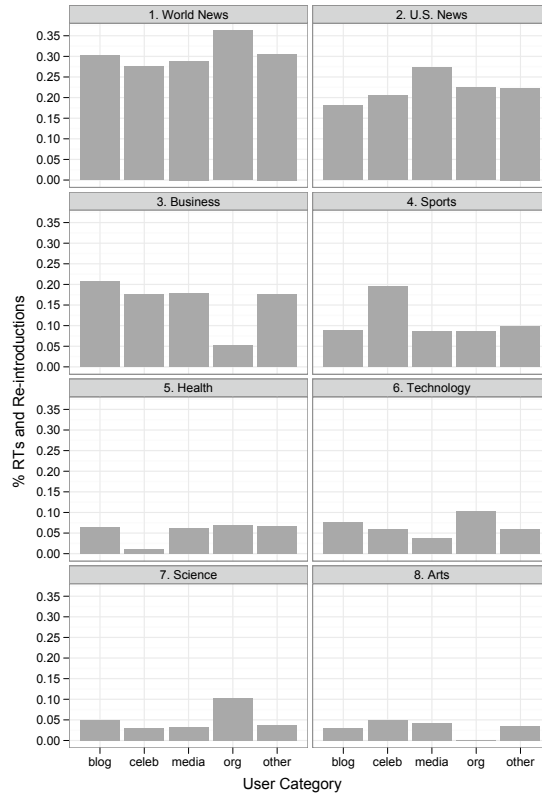 1. World News
2. U.S. News
0.35
0.30
0.25
0.20
0.15
0.10
0.05
0.00
3. Business
4. Sports
0.35
0.30
0.25
0.20
0.15
0.10
0.05
0.00
5. Health
6. Technology
0.35
0.30
0.25
0.20
0.15
0.10
0.05
0.00
7. Science
8. Arts
0.35
0.30
0.25
0.20
0.15
0.10
0.05
0.00
% RTs and Re-introductions
blog celeb media org other
blog celeb media org other
User Category